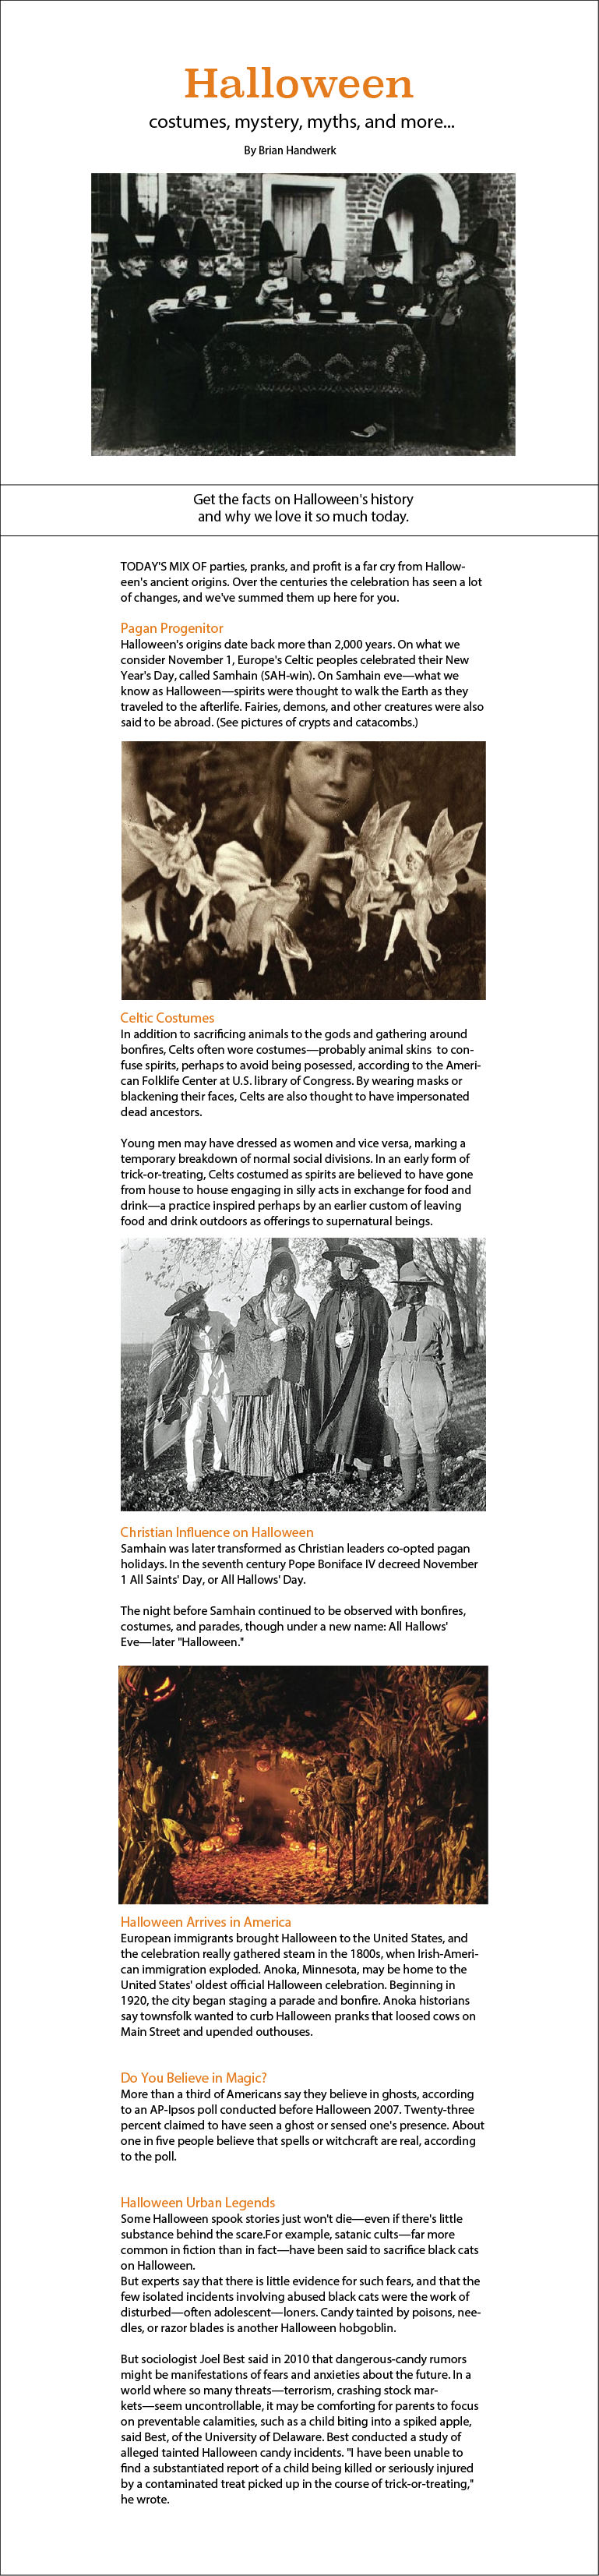 Halloween
costumes, mystery, myths, and more...
By Brian Handwerk
Get the facts on Halloween's history
and why we love it so much today.
TODAY'S MIX OF parties, pranks, and profit is a far cry from Hallow-
een's ancient origins. Over the centuries the celebration has seen a lot
of changes, and we've summed them up here for you.
Pagan Progenitor
Halloween's origins date back more than 2,000 years. On what we
consider November 1, Europe's Celtic peoples celebrated their New
Year's Day, called Samhain (SAH-win). On Samhain eve—what we
know as Halloween—spirits were thought to walk the Earth as they
traveled to the afterlife. Fairies, demons, and other creatures were also
said to be abroad. (See pictures of crypts and catacombs.)
Celtic Costumes
In addition to sacrificing animals to the gods and gathering around
bonfires, Celts often wore costumes—probably animal skins  to con-
fuse spirits, perhaps to avoid being posessed, according to the Ameri-
can Folklife Center at U.S. library of Congress. By wearing masks or
blackening their faces, Celts are also thought to have impersonated
dead ancestors.
Young men may have dressed as women and vice versa, marking a
temporary breakdown of normal social divisions. In an early form of
trick-or-treating, Celts costumed as spirits are believed to have gone
from house to house engaging in silly acts in exchange for food and
drink—a practice inspired perhaps by an earlier custom of leaving
food and drink outdoors as offerings to supernatural beings.
Christian Influence on Halloween
Samhain was later transformed as Christian leaders co-opted pagan
holidays. In the seventh century Pope Boniface IV decreed November
1 All Saints' Day, or All Hallows' Day.
The night before Samhain continued to be observed with bonfires,
costumes, and parades, though under a new name: All Hallows'
Eve—later "Halloween."
Halloween Arrives in America
European immigrants brought Halloween to the United States, and
the celebration really gathered steam in the 1800s, when Irish-Ameri-
can immigration exploded. Anoka, Minnesota, may be home to the
United States' oldest official Halloween celebration. Beginning in
1920, the city began staging a parade and bonfire. Anoka historians
say townsfolk wanted to curb Halloween pranks that loosed cows on
Main Street and upended outhouses.
Do You Believe in Magic?
More than a third of Americans say they believe in ghosts, according
to an AP-Ipsos poll conducted before Halloween 2007. Twenty-three
percent claimed to have seen a ghost or sensed one's presence. About
one in five people believe that spells or witchcraft are real, according
to the poll.
Halloween Urban Legends
Some Halloween spook stories just won't die—even if there's little
substance behind the scare.For example, satanic cults—far more
common in fiction than in fact—have been said to sacrifice black cats
on Halloween.
But experts say that there is little evidence for such fears, and that the
few isolated incidents involving abused black cats were the work of
disturbed—often adolescent—loners. Candy tainted by poisons, nee-
dles, or razor blades is another Halloween hobgoblin.
But sociologist Joel Best said in 2010 that dangerous-candy rumors
might be manifestations of fears and anxieties about the future. In a
world where so many threats—terrorism, crashing stock mar-
kets—seem uncontrollable, it may be comforting for parents to focus
on preventable calamities, such as a child biting into a spiked apple,
said Best, of the University of Delaware. Best conducted a study of
alleged tainted Halloween candy incidents. "I have been unable to
find a substantiated report of a child being killed or seriously injured
by a contaminated treat picked up in the course of trick-or-treating,"
he wrote.